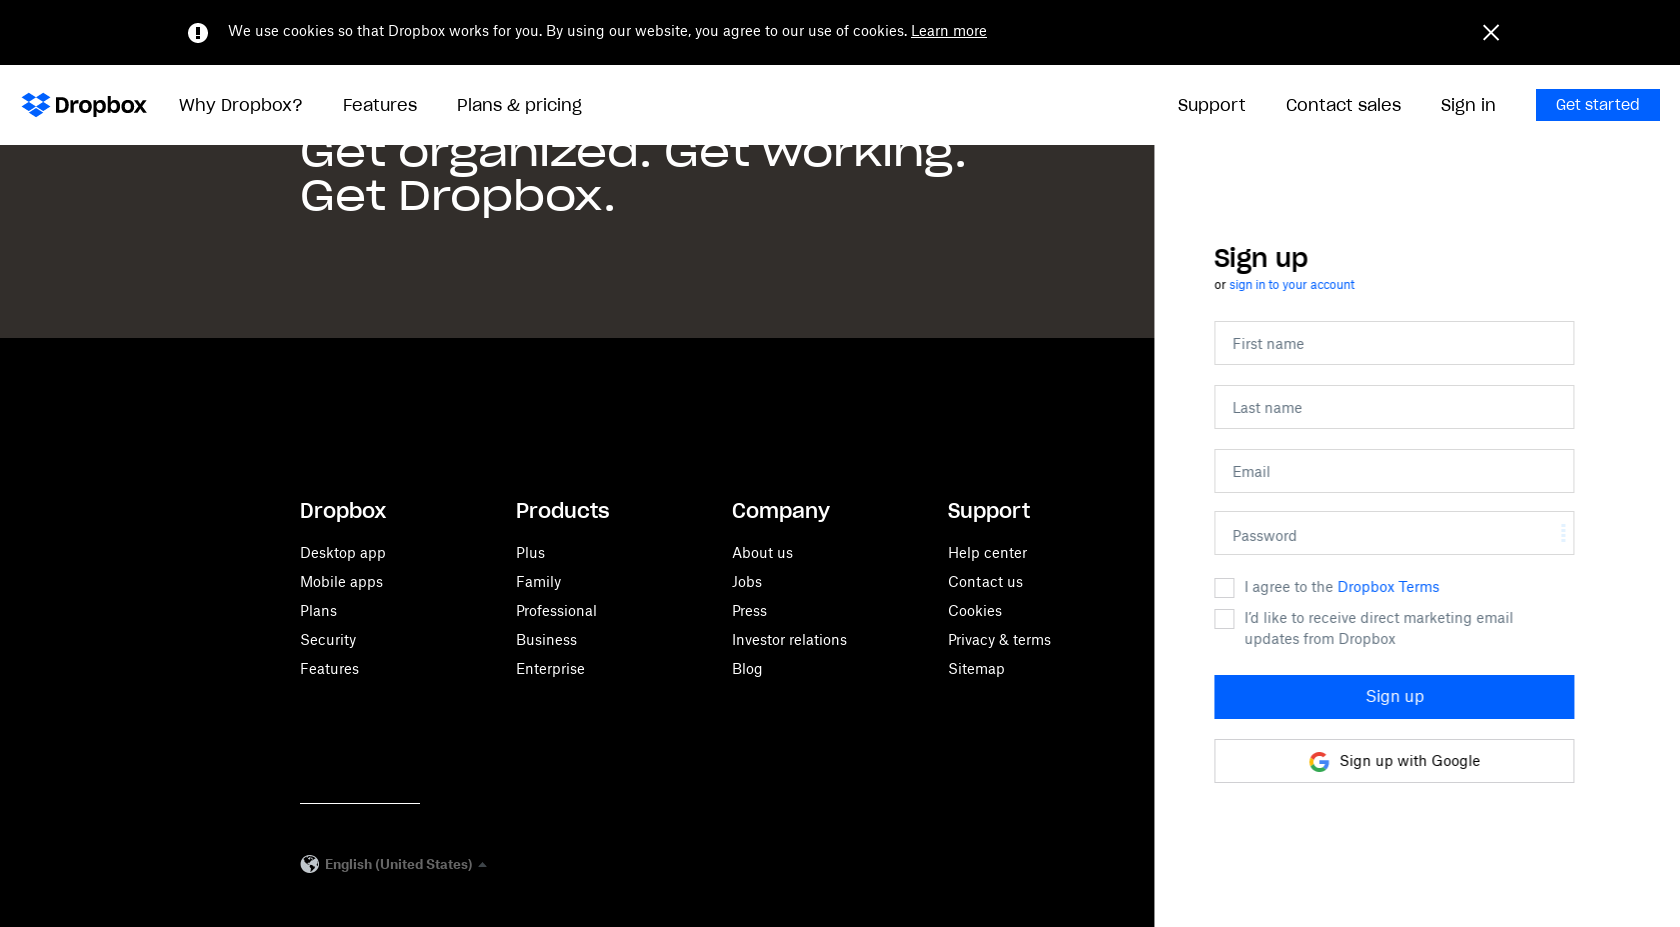 We use cookies so that Dropbox works for you. By using our website, you agree to our use of cookies. Learn more
Dropbox
Why Dropbox?
Features
Plans & pricing
Support
Contact sales
Sign in
Get started
Get organized. Get working.
Get Dropbox.
Dropbox
Desktop app
Mobile apps
Plans
Security
Features
Products
Plus
Family
Professional
Business
Enterprise
Company
About us
Jobs
Press
Investor relations
Blog
Support
Help center
Contact us
Cookies
Privacy & terms
Sitemap
English (United States)
Sign up
or sign in to your account
First name
Last name
Email
Password
I agree to the Dropbox Terms
I’d like to receive direct marketing email
updates from Dropbox
Sign up
Sign up with Google